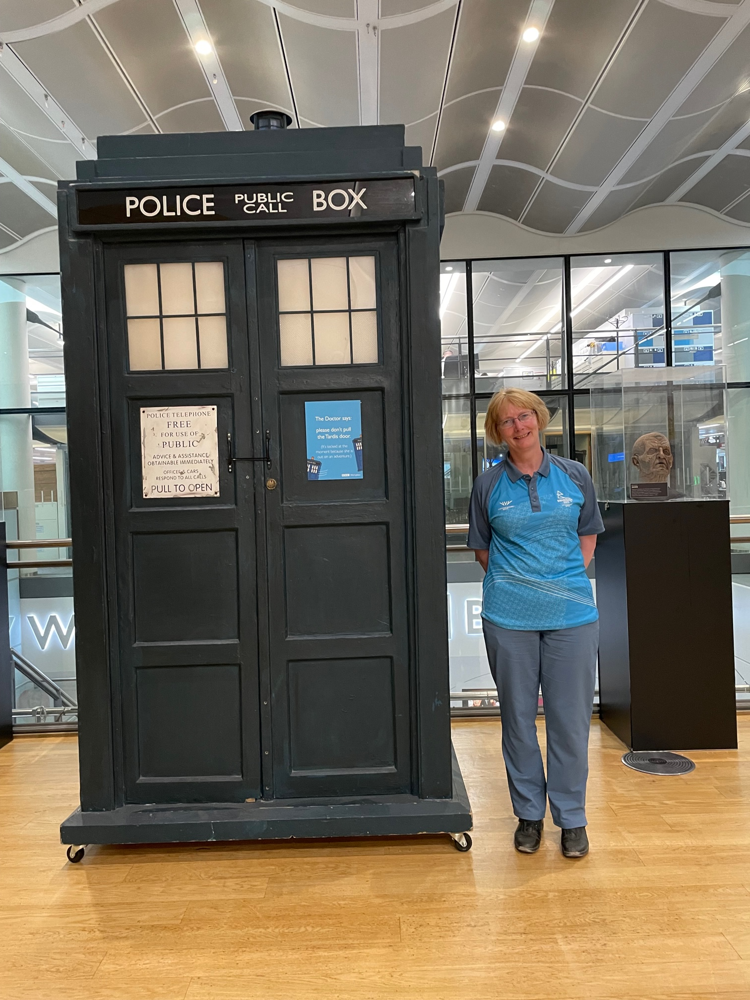 POLICE PUBLIC CALL BOX
POLICE TELEPHONE
FREE
FOR USE OF
PUBLIC
ADVICE & ASSISTANCE
OBTAINABLE IMMEDIATELY
OFFICER & CARS
RESPOND TO ALL CALLS
PULL TO OPEN
The Doctor says:
please don't pull
the Tardis door.
(It's locked at the
moment because she is
out on an adventure.)
BBC
W
B